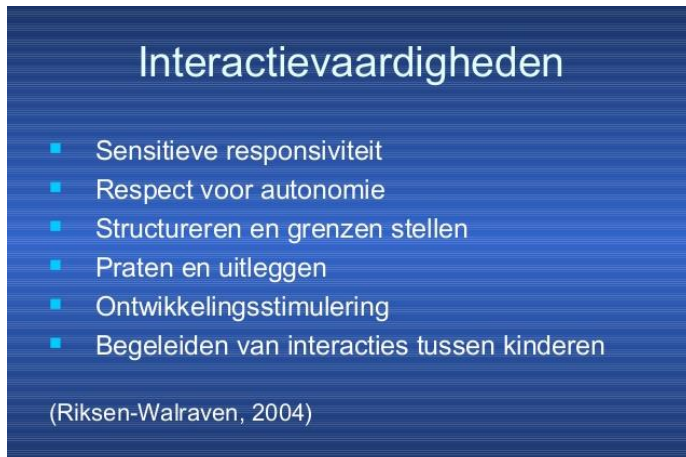 Interactievaardigheden
Sensitieve responsiviteit
Respect voor autonomie
Structureren en grenzen stellen
Praten en uitleggen
Ontwikkelingsstimulering
Begeleiden van interacties tussen kinderen
(Riksen-Walraven, 2004)